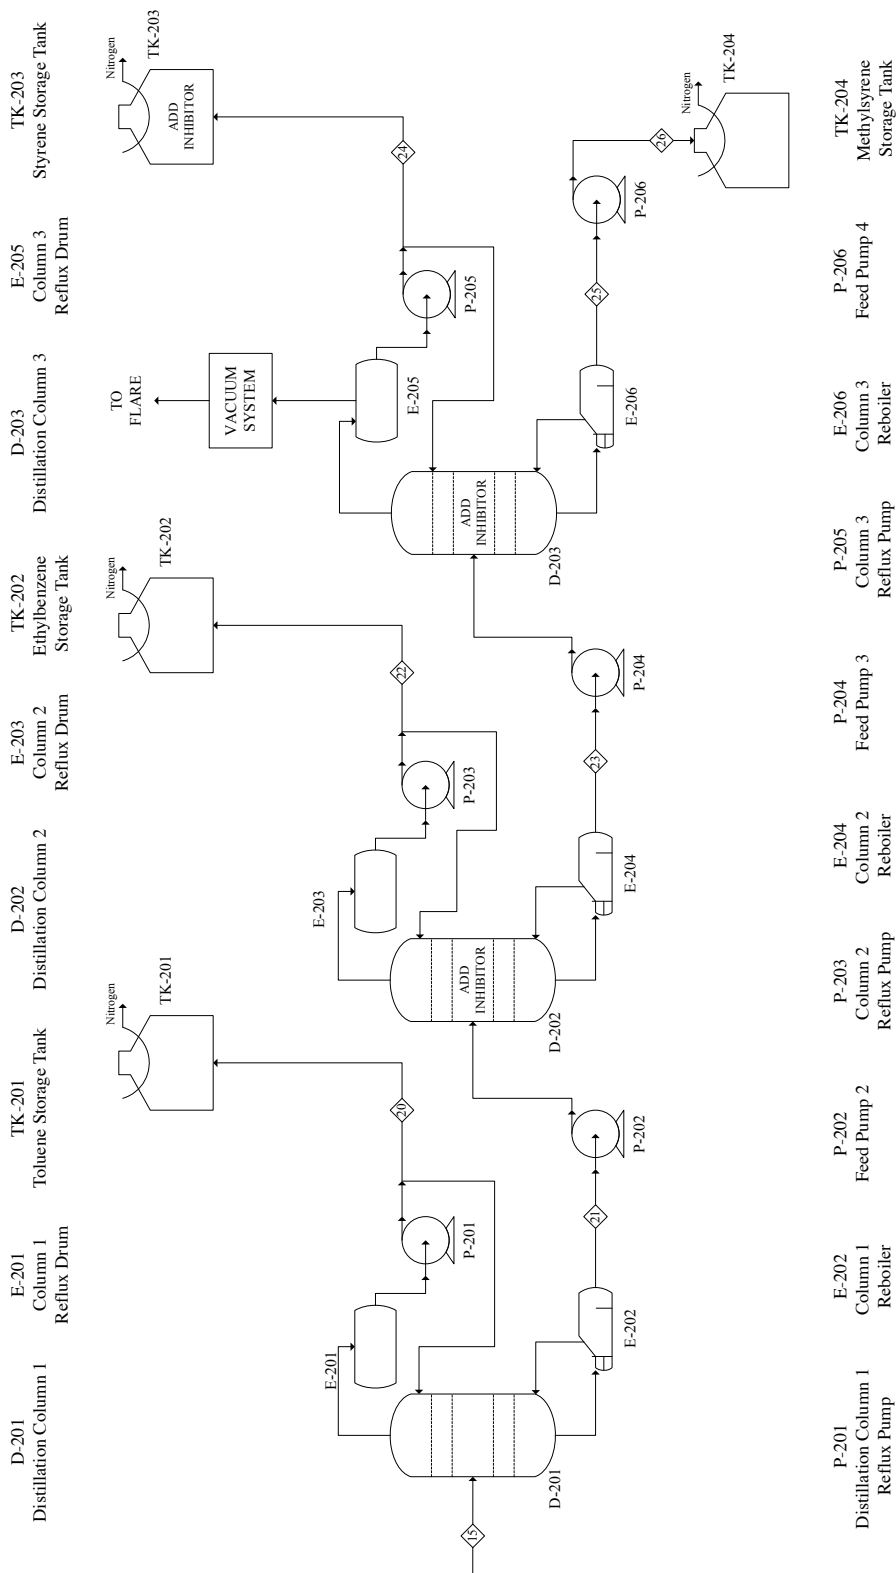 D-201
Distillation Column 1
E-201
Column 1
Reflux Drum
TK-201
Toluene Storage Tank
D-202
Distillation Column 2
E-203
Column 2
Reflux Drum
TK-202
Ethylbenzene
Storage Tank
D-203
Distillation Column 3
E-205
Column 3
Reflux Drum
TK-203
Styrene Storage Tank
Nitrogen
TK-201
Nitrogen
TK-202
TO
FLARE
VACUUM
SYSTEM
Nitrogen
TK-203
ADD
INHIBITOR
E-201
20
P-201
E-203
22
P-203
E-205
24
P-205
15
D-201
ADD
INHIBITOR
D-202
ADD
INHIBITOR
D-203
E-202
21
P-202
E-204
23
P-204
E-206
25
P-206
26
Nitrogen
TK-204
P-201
Distillation Column 1
Reflux Pump
E-202
Column 1
Reboiler
P-202
Feed Pump 2
P-203
Column 2
Reflux Pump
E-204
Column 2
Reboiler
P-204
Feed Pump 3
P-205
Column 3
Reflux Pump
E-206
Column 3
Reboiler
P-206
Feed Pump 4
TK-204
Methylsyrene
Storage Tank